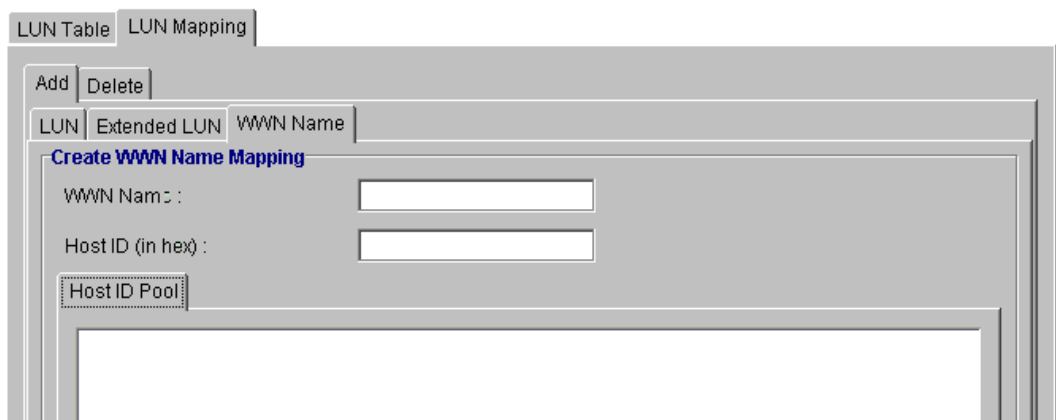 LUN Table LUN Mapping
Add Delete
LUN Extended LUN WWN Name
Create WWN Name Mapping
WWN Name :
Host ID (in hex) :
Host ID Pool